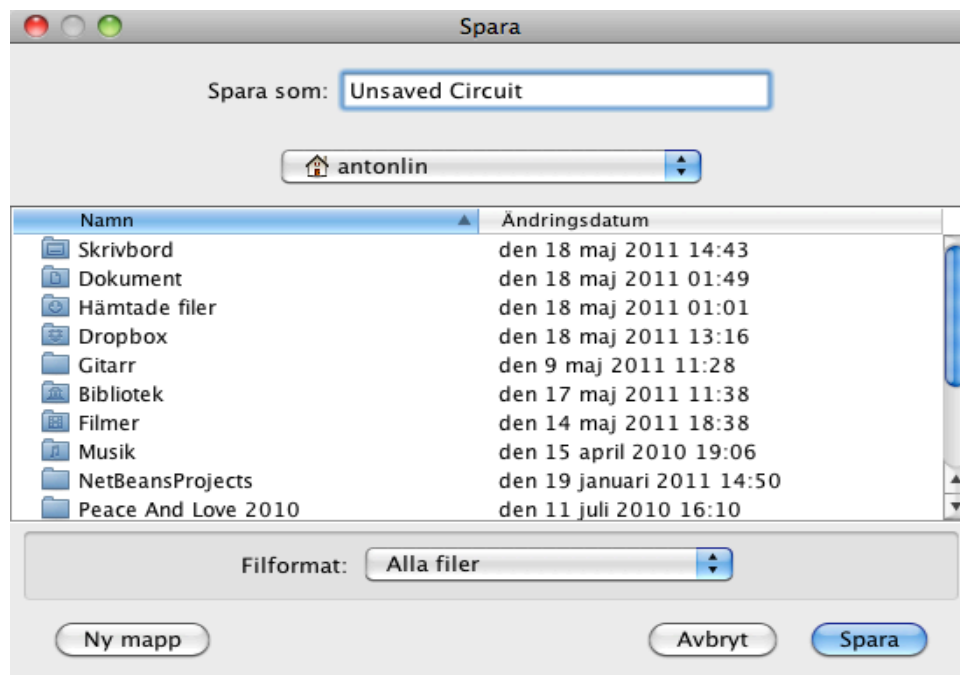 Spara
Spara som: Unsaved Circuit
antonlin
Namn Ändringsdatum
Skrivbord den 18 maj 2011 14:43
Dokument den 18 maj 2011 01:49
Hämtade filer den 18 maj 2011 01:01
Dropbox den 18 maj 2011 13:16
Gitarr den 9 maj 2011 11:28
Bibliotek den 17 maj 2011 11:38
Filmer den 14 maj 2011 18:38
Musik den 15 april 2010 19:06
NetBeansProjects den 19 januari 2011 14:50
Peace And Love 2010 den 11 juli 2010 16:10
Filformat: Alla filer
Ny mapp Avbryt Spara